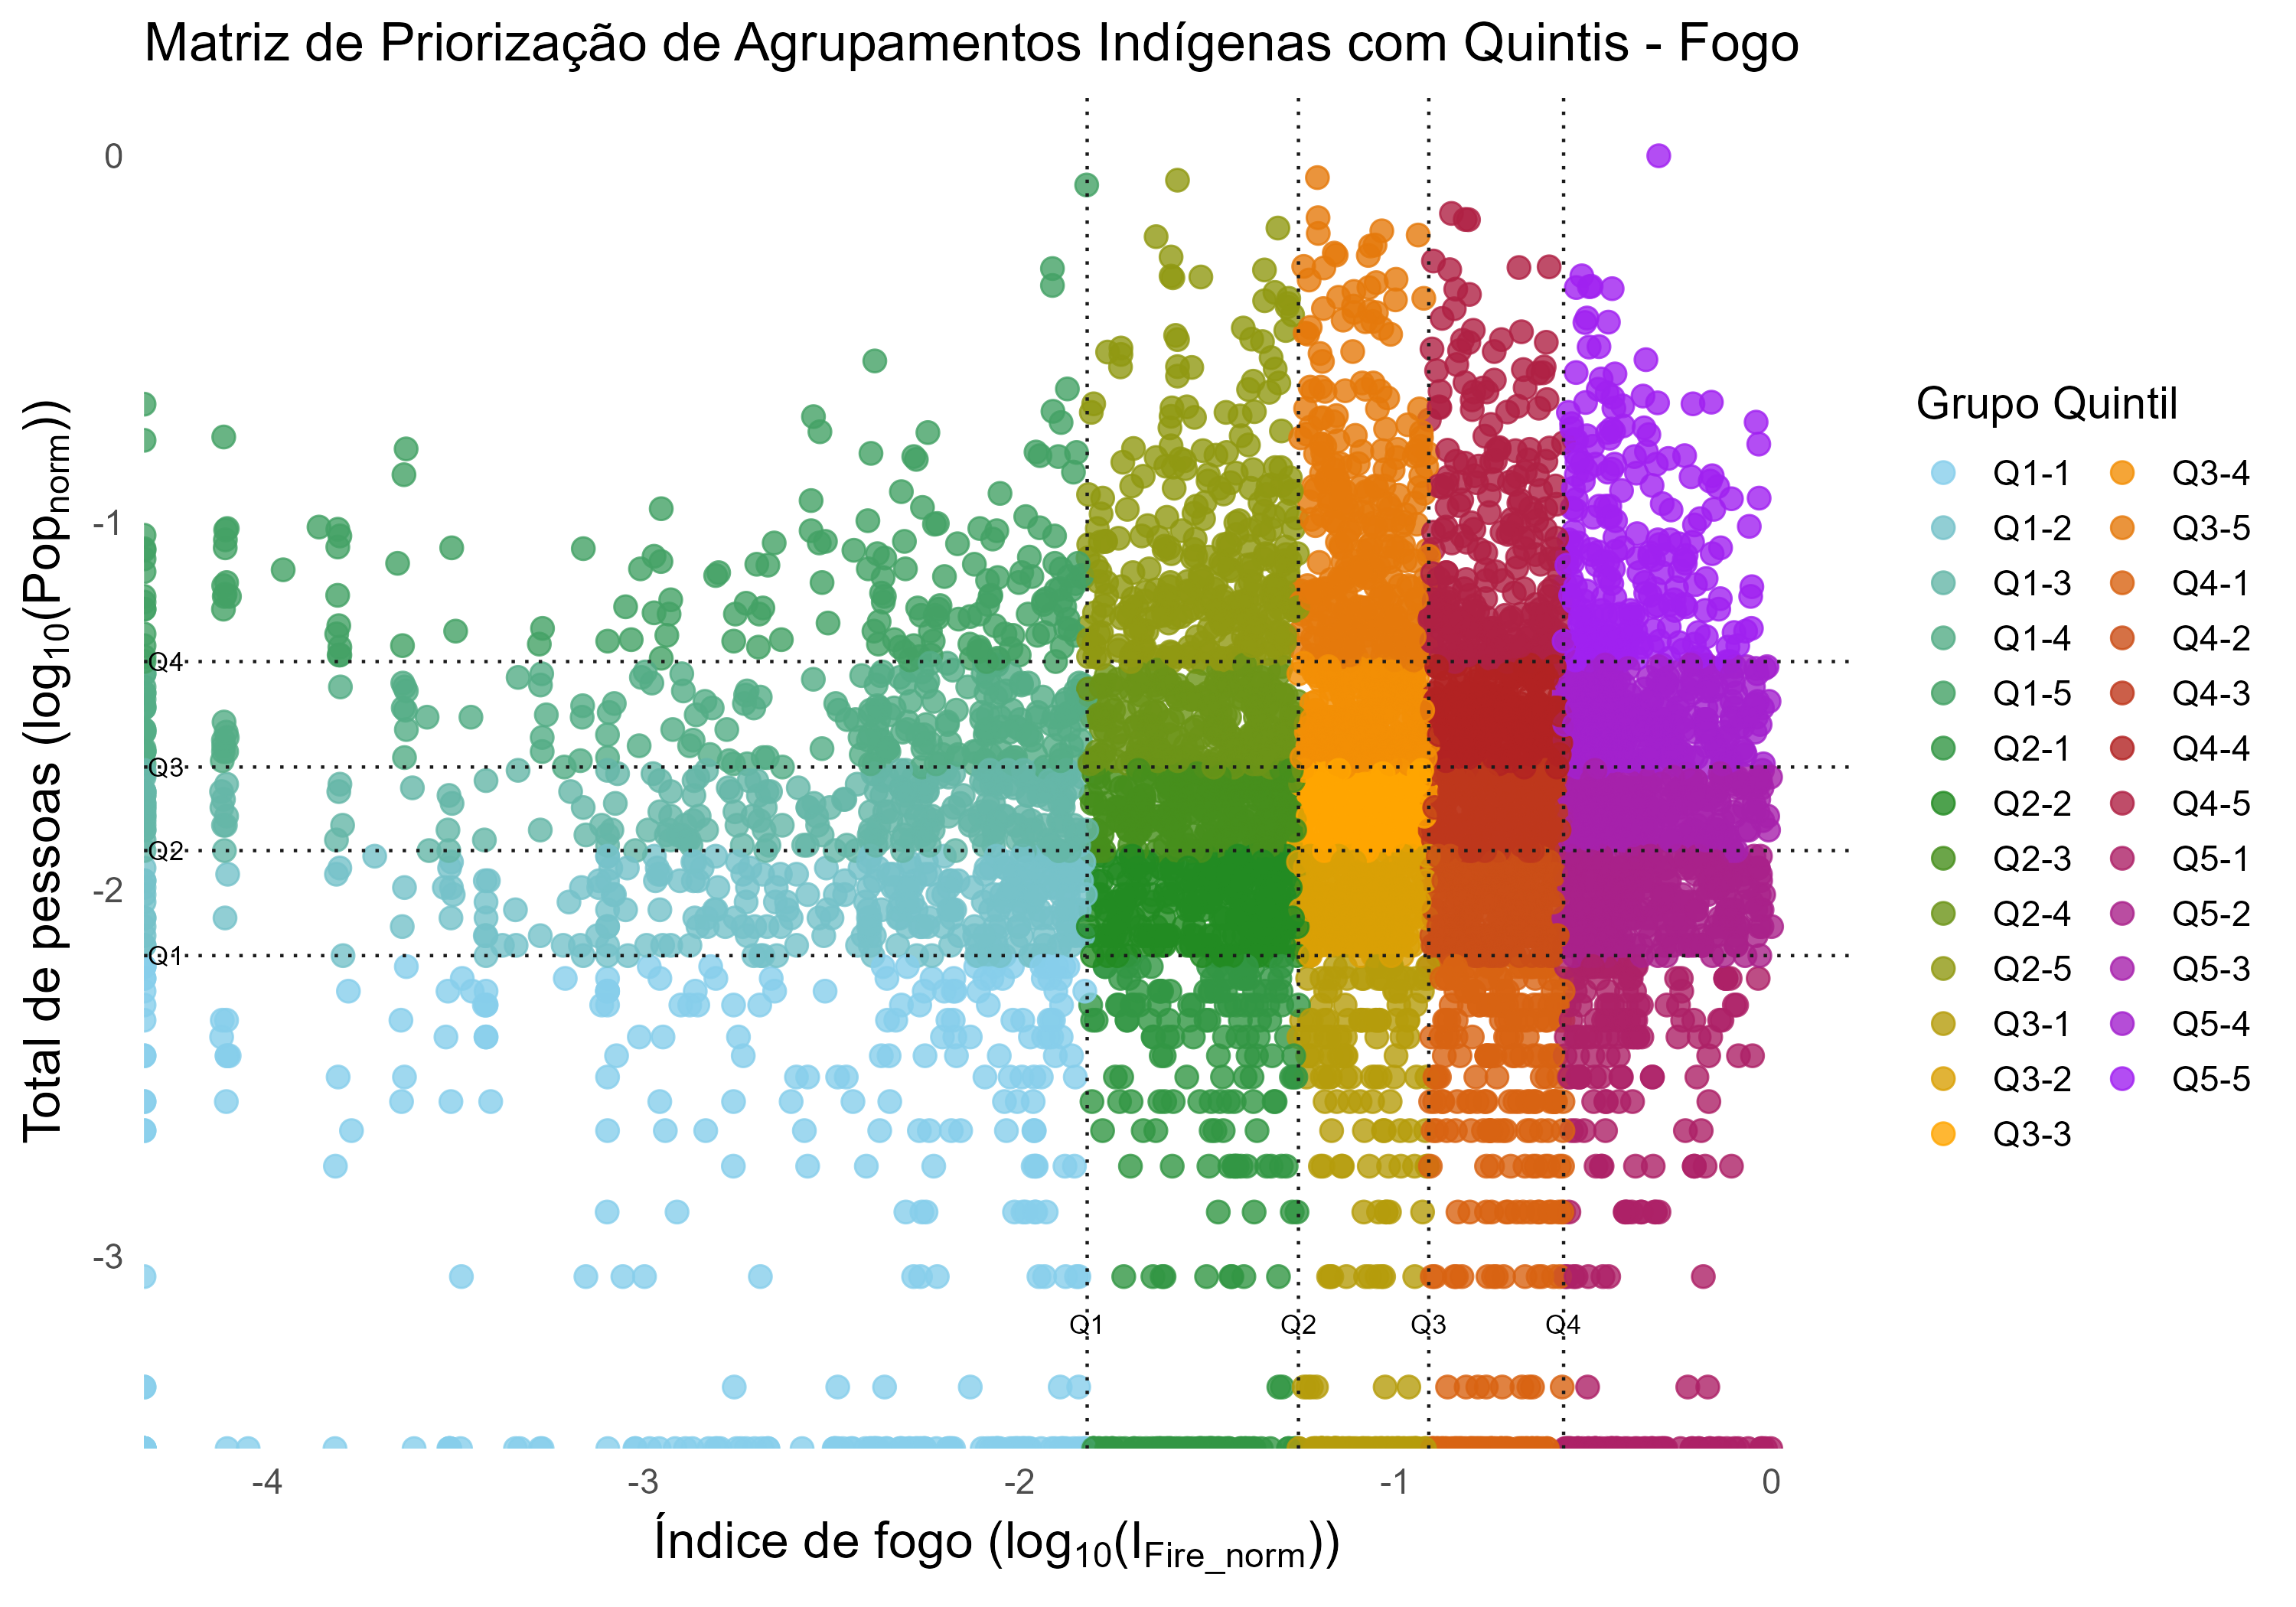 Matriz de Priorização de Agrupamentos Indígenas com Quintis - Fogo
Total de pessoas (log10(Popnorm))
0
-1
-2
-3
Q4
Q3
Q2
Q1
Q1 Q2 Q3 Q4
-4 -3 -2 -1 0
Índice de fogo (log10(IFire_norm))
Grupo Quintil
Q1-1 Q3-4
Q1-2 Q3-5
Q1-3 Q4-1
Q1-4 Q4-2
Q1-5 Q4-3
Q2-1 Q4-4
Q2-2 Q4-5
Q2-3 Q5-1
Q2-4 Q5-2
Q2-5 Q5-3
Q3-1 Q5-4
Q3-2 Q5-5
Q3-3